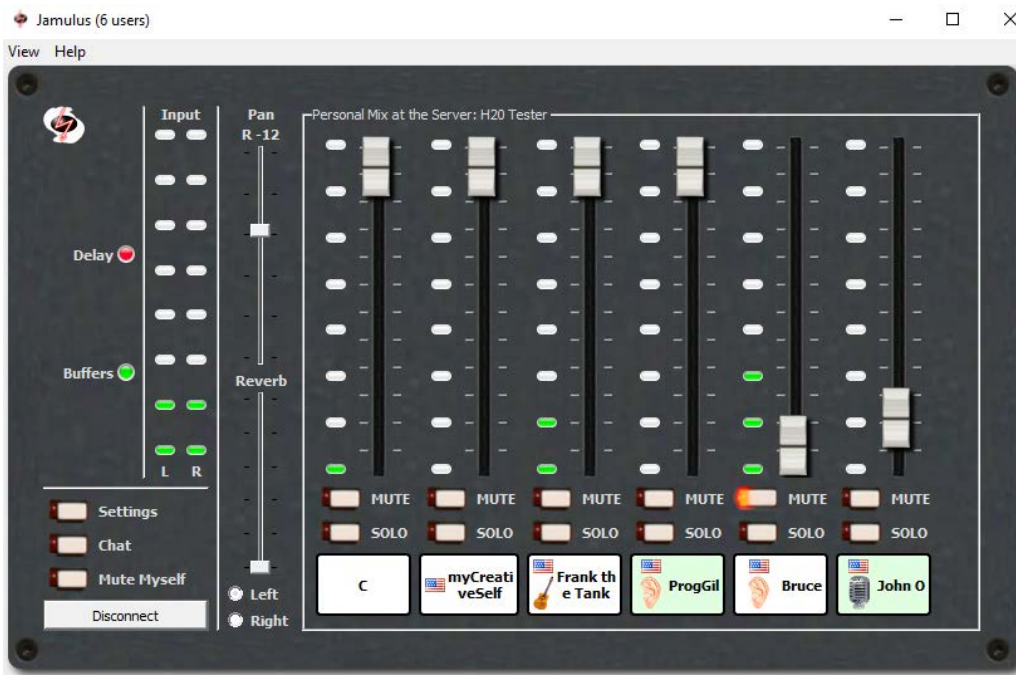 Jamulus (6 users)
View Help
Input
Pan
R -12
Personal Mix at the Server: H20 Tester
Delay
Buffers
Reverb
L R
Settings
Chat
Mute Myself
Disconnect
Left
Right
MUTE MUTE MUTE MUTE MUTE MUTE
SOLO SOLO SOLO SOLO SOLO SOLO
C
myCreati
veSelf
Frank th
e Tank
ProgGil
Bruce
John O